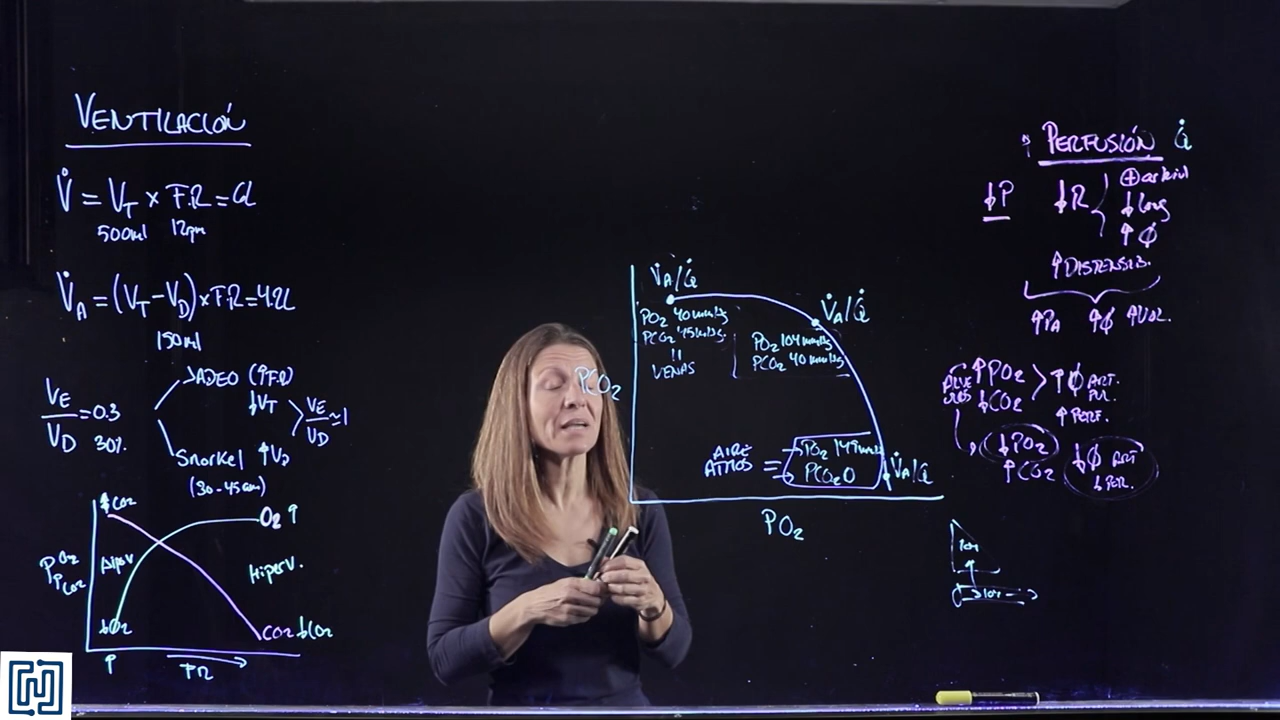 VENTILACIÓN
V̇ = VT × F.R = 6L
500ml 12rpm
V̇A = (VT - VD) × F.R = 4.2L
150ml
VE/VD = 0.3
30%
JADEO (↑F.R)
↓VT
VE/VD ≃ 1
Snorkel ↑VD
(30-45cm)
↑CO2
O2 ↑
PO2
PCO2
Hipov
Hiperv.
↓O2
CO2 ↓CO2
FR
PCO2
V̇A/Q̇
PO2 40mmHg
PCO2 45mmHg
VENAS
V̇A/Q̇
PO2 104mmHg
PCO2 40mmHg
AIRE
ATMOS =
PO2 149mmHg
PCO2 0
V̇A/Q̇
PO2
↑ PERFUSIÓN Q̇
↓P
↓R
⊕ arterial
↓ Long
↑ Ø
↑ DISTENSIB.
↑PA ↑Ø ↑VOL.
↑PO2
↓CO2
↑Ø ART.
PUL.
↑ PERF.
↓PO2
↑CO2
↓Ø ART
↓ PER.